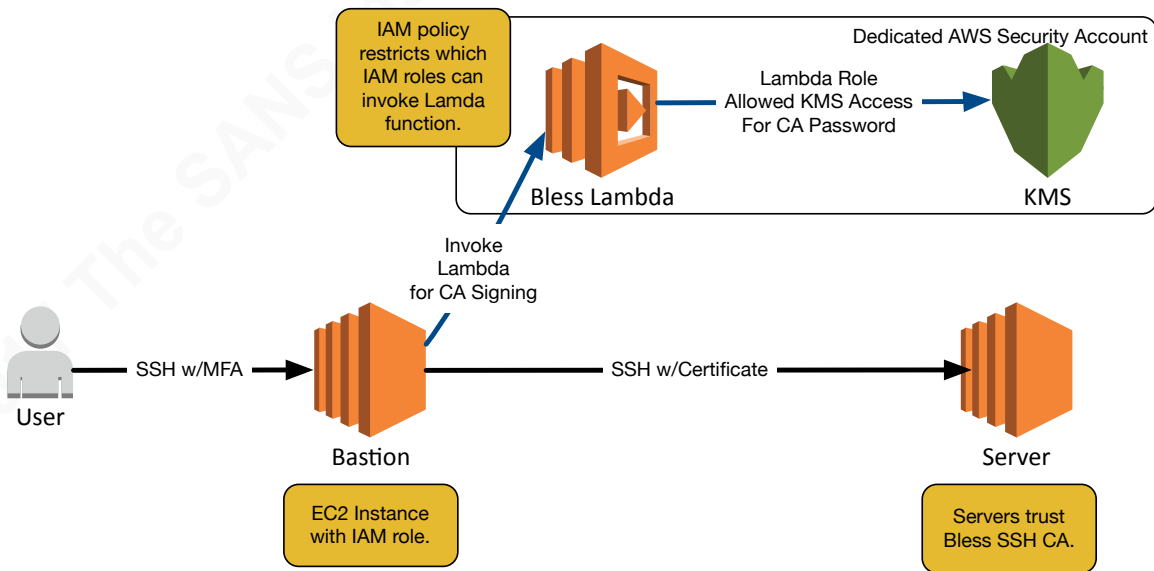 IAM policy
restricts which
IAM roles can
invoke Lamda
function.
Dedicated AWS Security Account
Lambda Role
Allowed KMS Access
For CA Password
Bless Lambda
KMS
Invoke
Lambda
for CA Signing
SSH w/MFA
SSH w/Certificate
User
Bastion
Server
EC2 Instance
with IAM role.
Servers trust
Bless SSH CA.
The SANS